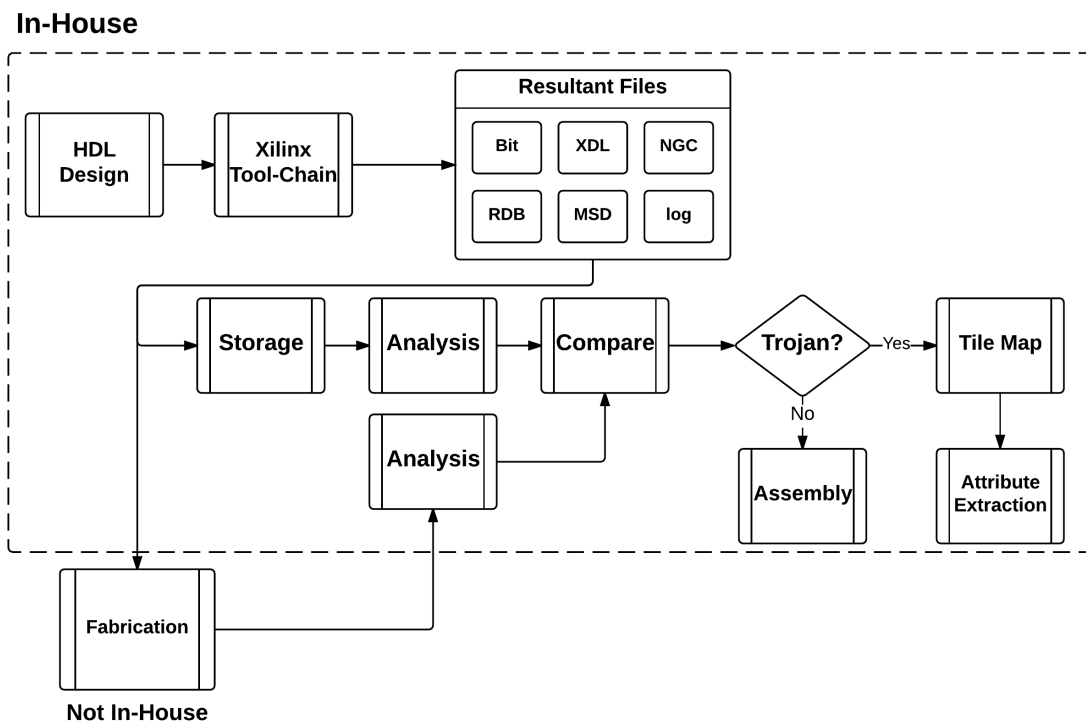 In-House
Resultant Files
HDL
Design
Xilinx
Tool-Chain
Bit
XDL
NGC
RDB
MSD
log
Storage
Analysis
Compare
Trojan?
Yes
Tile Map
No
Analysis
Assembly
Attribute
Extraction
Fabrication
Not In-House